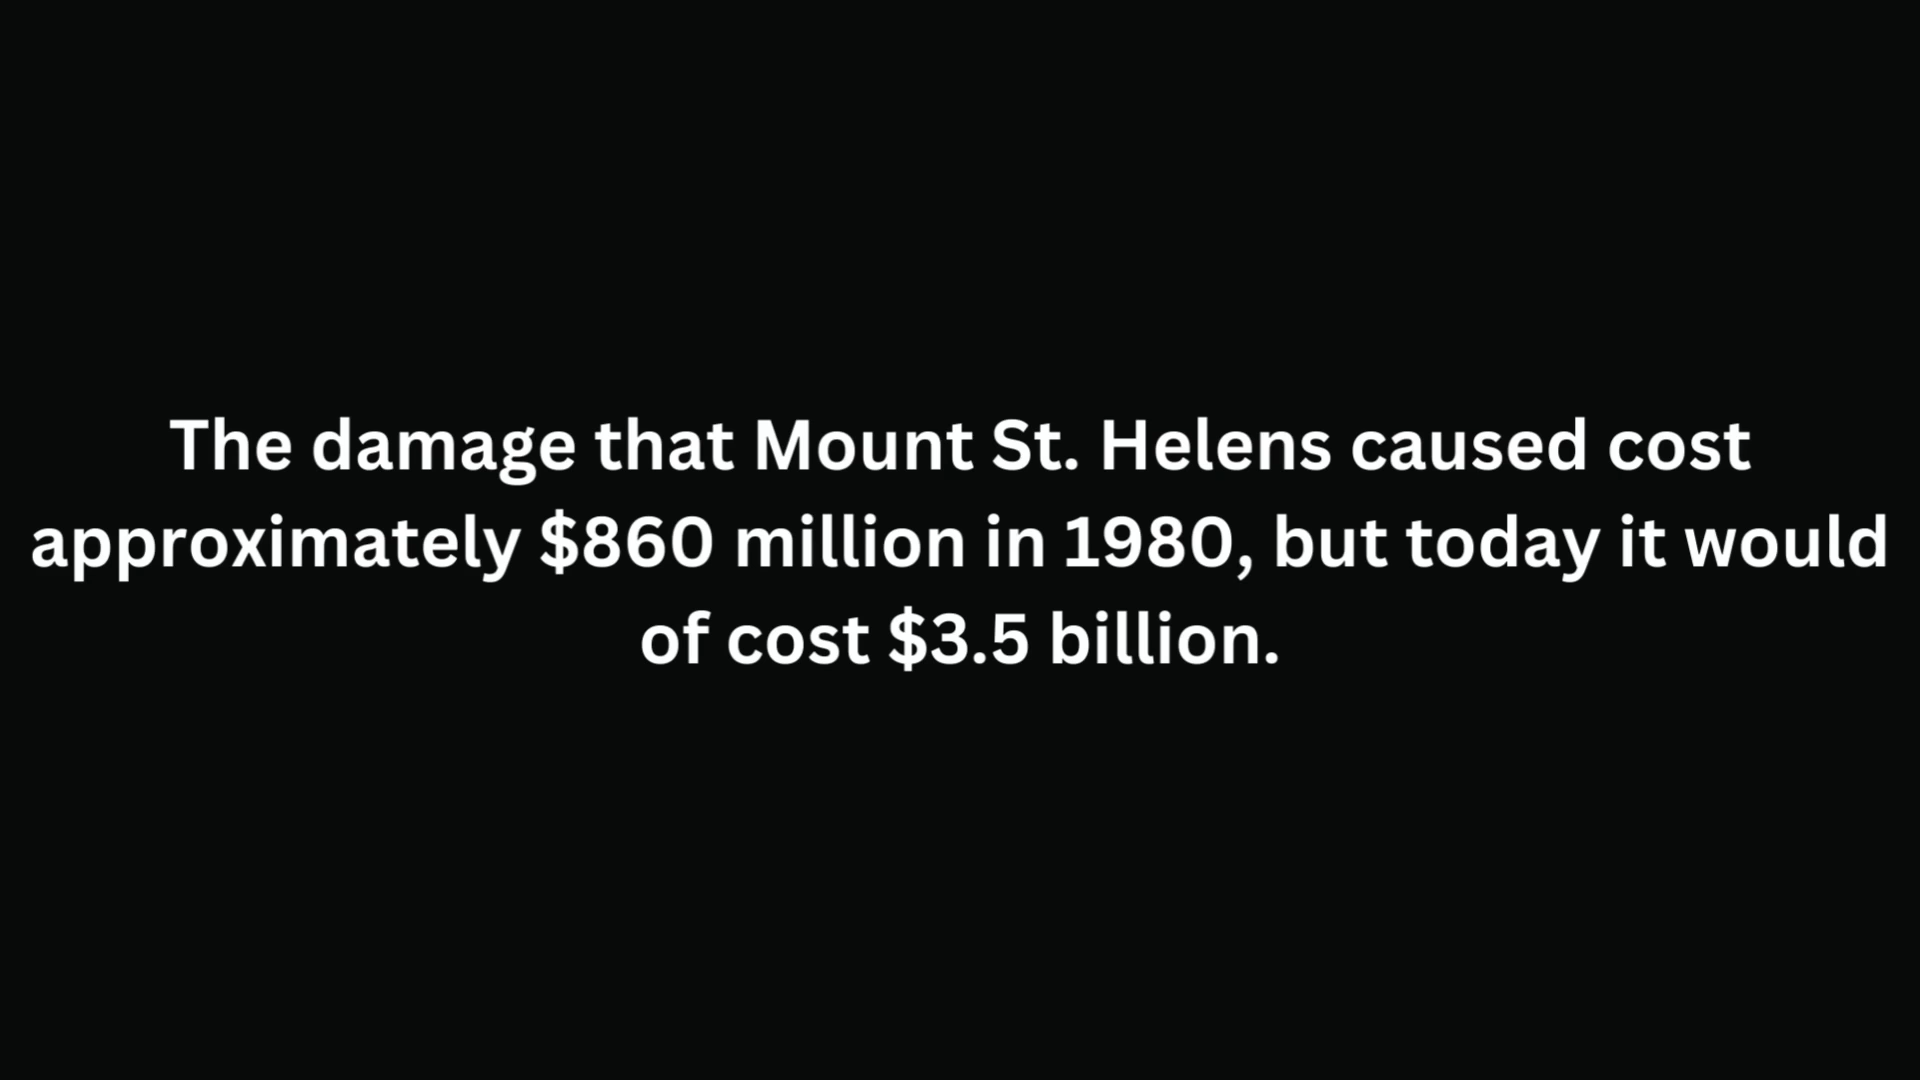 The damage that Mount St. Helens caused cost
approximately $860 million in 1980, but today it would
of cost $3.5 billion.